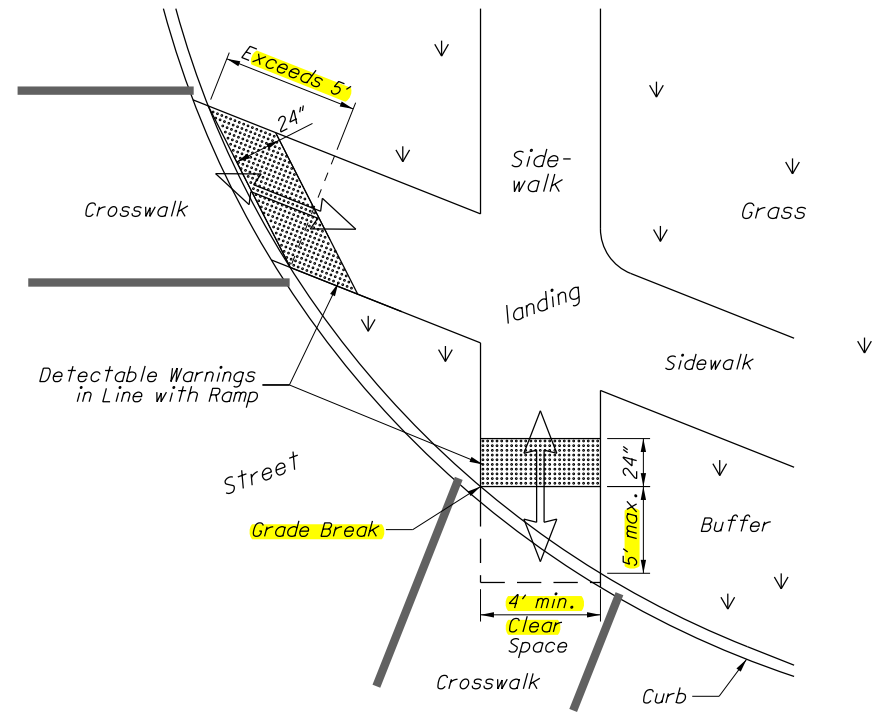 Exceeds 5'
24"
Side-
walk
Crosswalk
Grass
landing
Sidewalk
Detectable Warnings
in Line with Ramp
Street
24"
Grade Break
5' max.
Buffer
4' min.
Clear
Space
Crosswalk
Curb